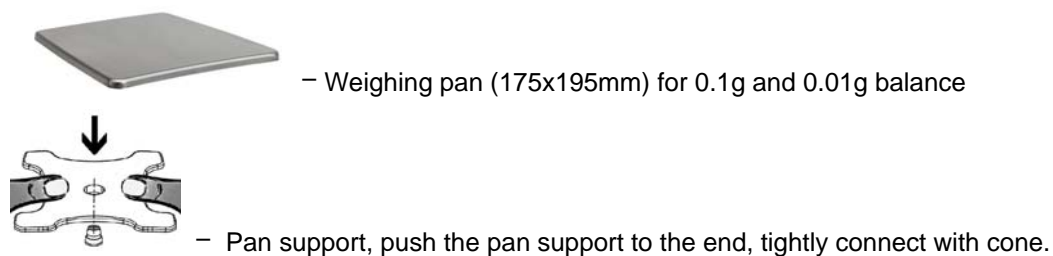 – Weighing pan (175x195mm) for 0.1g and 0.01g balance
– Pan support, push the pan support to the end, tightly connect with cone.